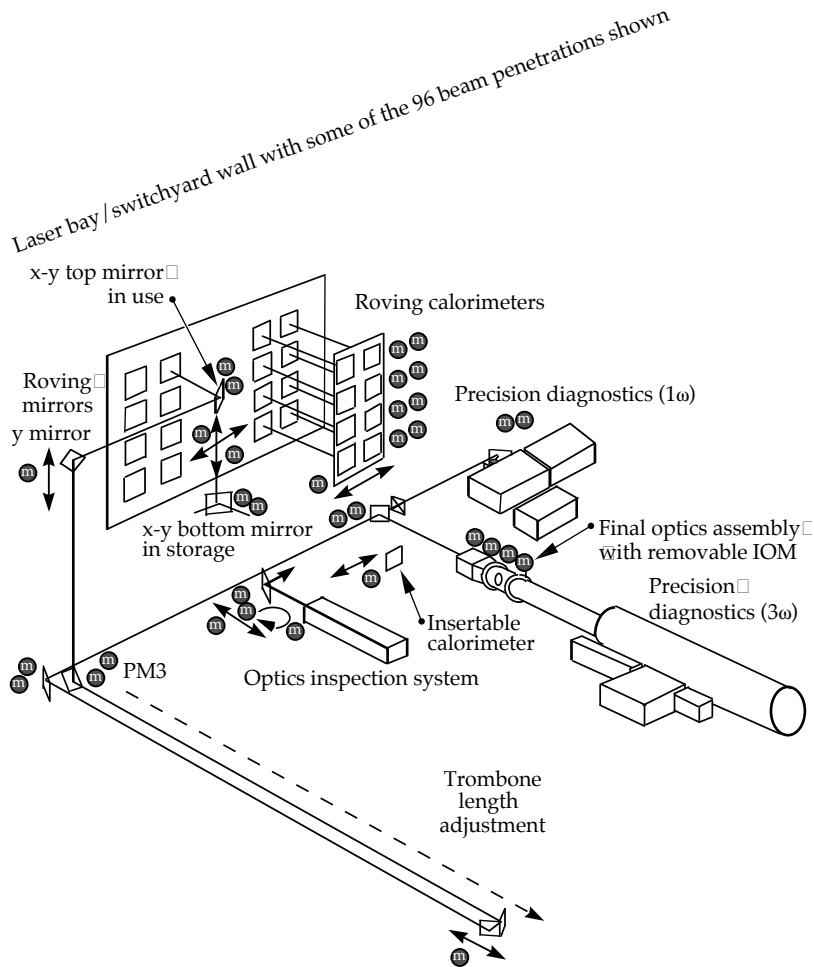 Laser bay/switchyard wall with some of the 96 beam penetrations shown
x-y top mirror□
in use
Roving calorimeters
Roving□
mirrors
y mirror
m m
m m
m m
m m
m
m
Precision diagnostics (1ω)
m m
m
m m
m
m
m
m m
m m
x-y bottom mirror
in storage
m m m m
Final optics assembly□
with removable IOM
Precision□
diagnostics (3ω)
m
m
m
m
m
Insertable
calorimeter
Optics inspection system
m
m
m
m
PM3
Trombone
length
adjustment
m